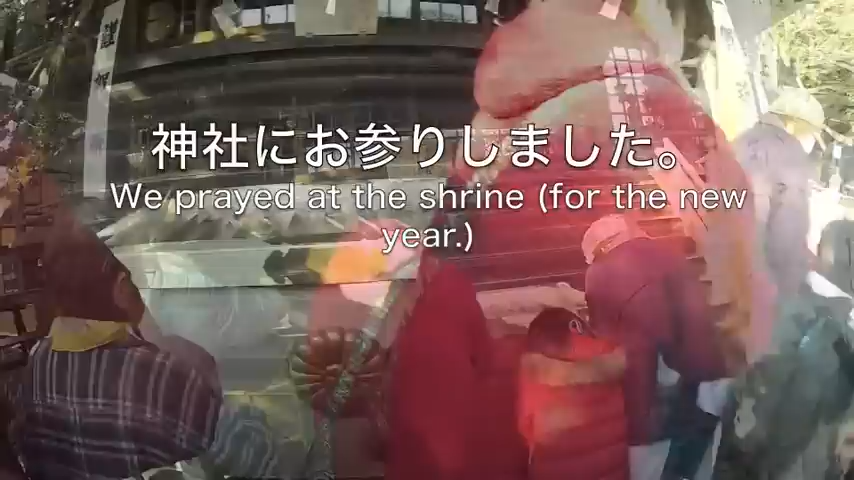 謹
神社にお参りしました。
We prayed at the shrine (for the new
year.)